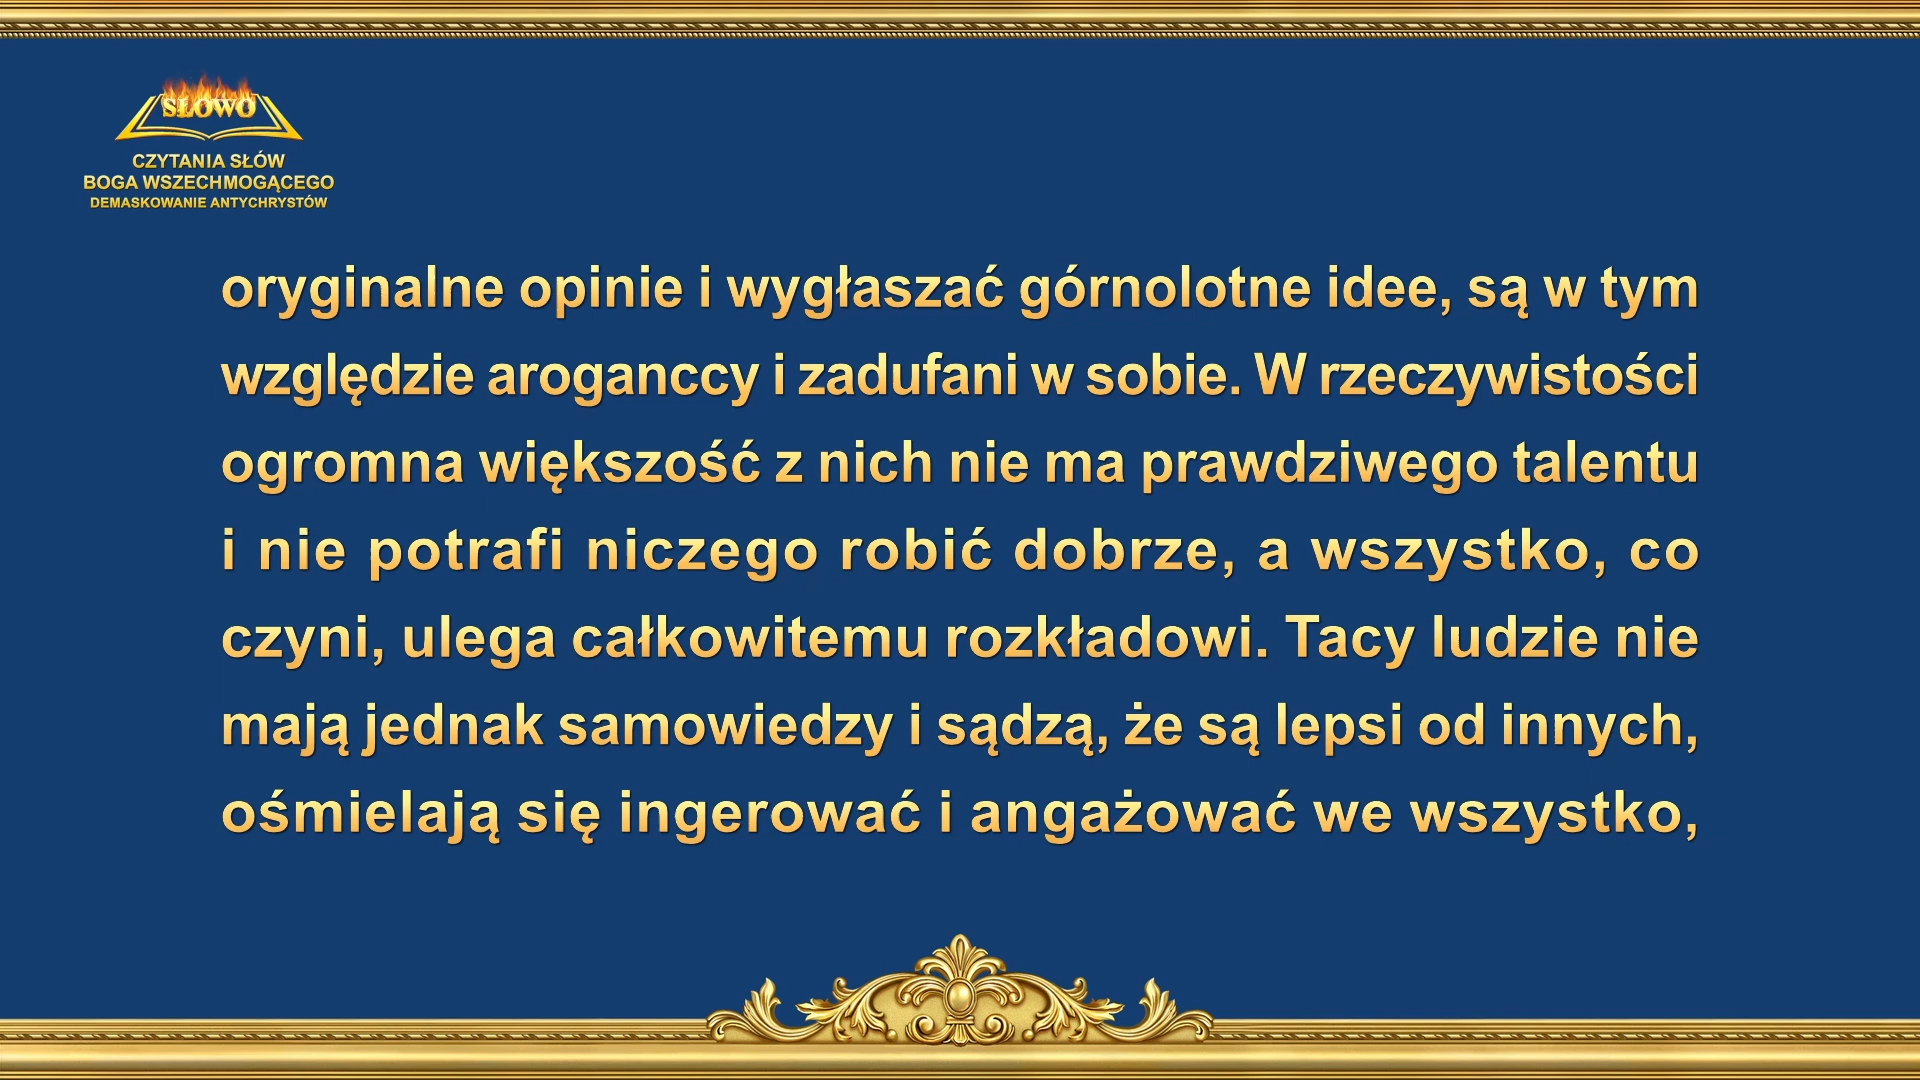 SŁOWO
CZYTANIA SŁÓW
BOGA WSZECHMOGĄCEGO
DEMASKOWANIE ANTYCHRYSTÓW
oryginalne opinie i wygłaszać górnolotne idee, są w tym
względzie aroganccy i zadufani w sobie. W rzeczywistości
ogromna większość z nich nie ma prawdziwego talentu
i nie potrafi niczego robić dobrze, a wszystko, co
czyni, ulega całkowitemu rozkładowi. Tacy ludzie nie
mają jednak samowiedzy i sądzą, że są lepsi od innych,
ośmielają się ingerować i angażować we wszystko,